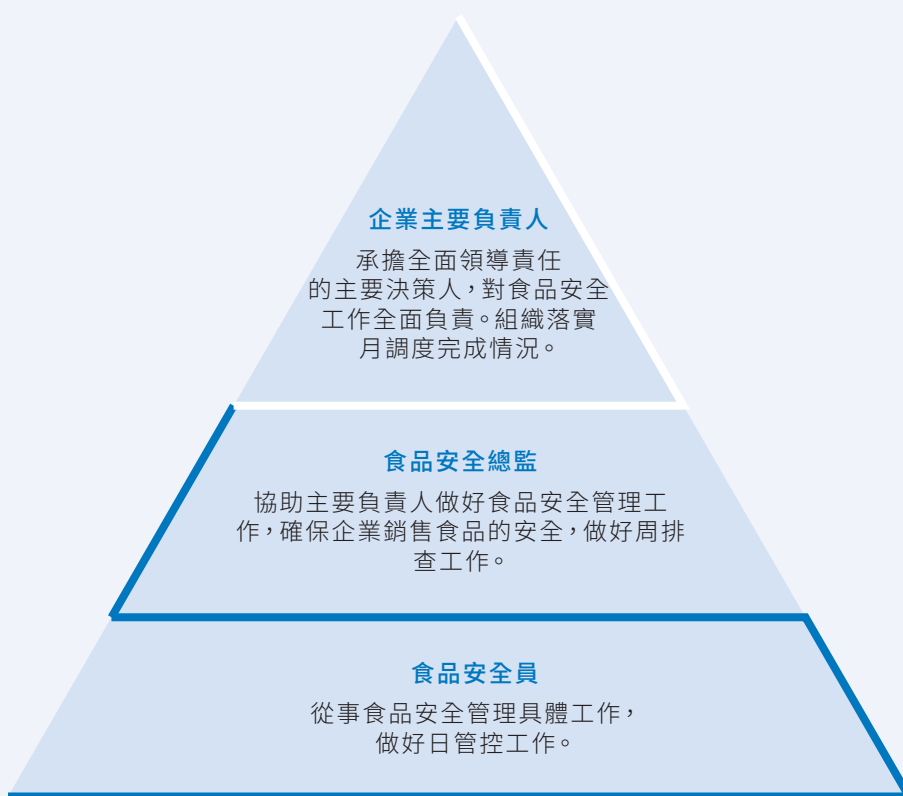 企業主要負責人
承擔全面領導責任
的主要決策人，對食品安全
工作全面負責。組織落實
月調度完成情況。
食品安全總監
協助主要負責人做好食品安全管理工
作，確保企業銷售食品的安全，做好周排
查工作。
食品安全員
從事食品安全管理具體工作，
做好日管控工作。